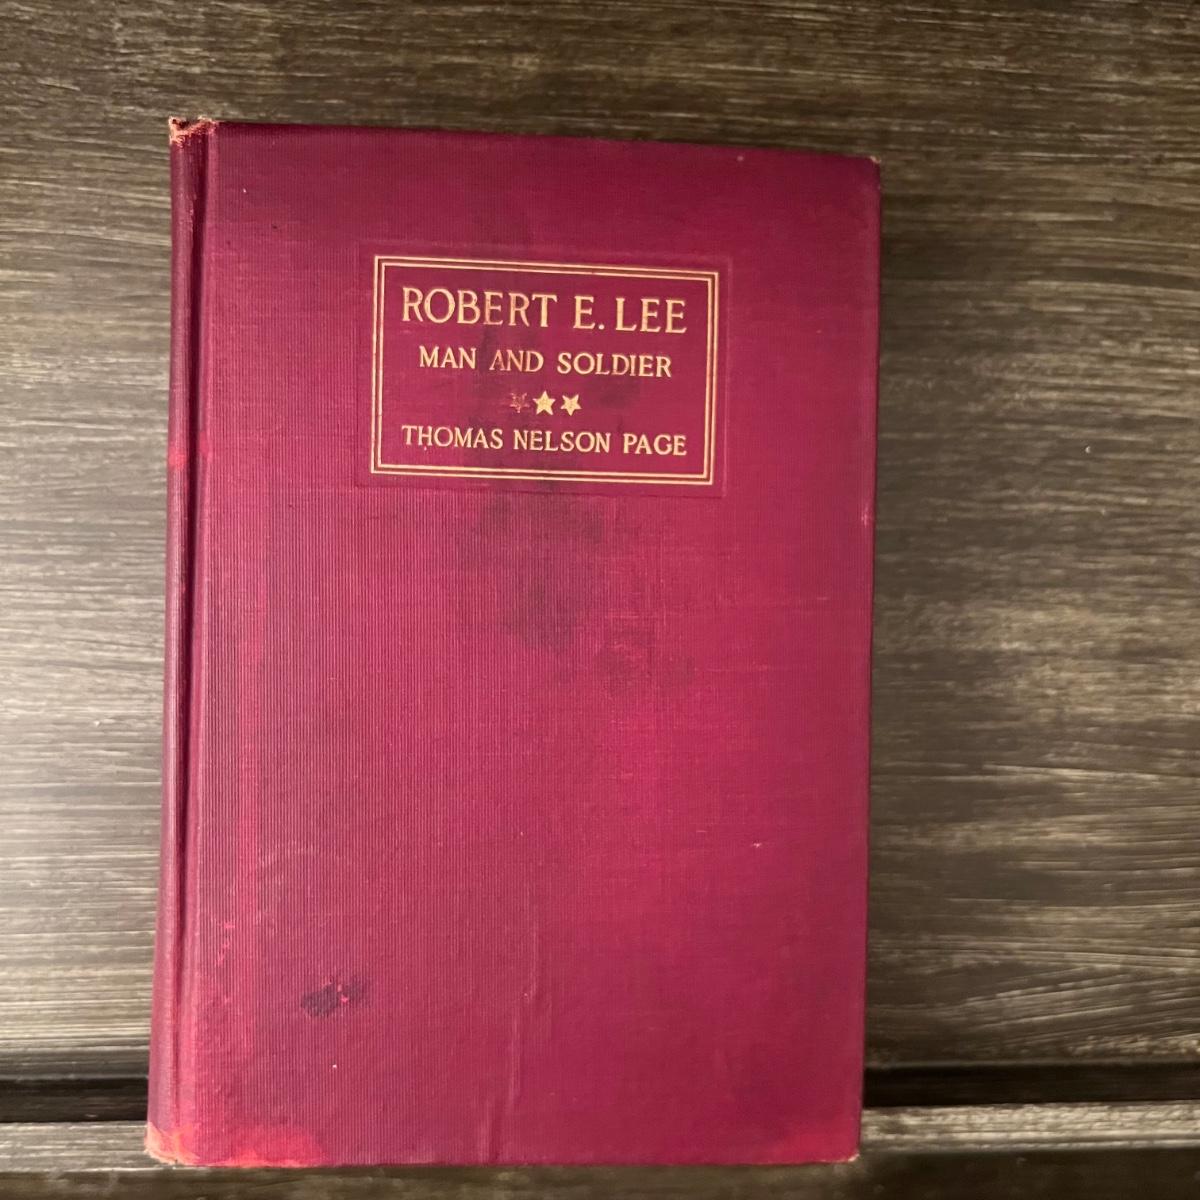 ROBERT E. LEE
MAN AND SOLDIER
THOMAS NELSON PAGE